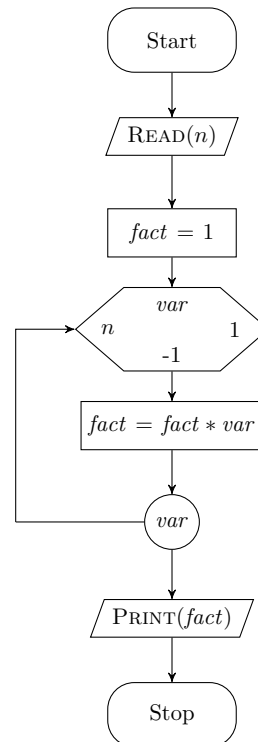 Start
READ(n)
fact = 1
var
n 1
-1
fact = fact * var
var
PRINT(fact)
Stop